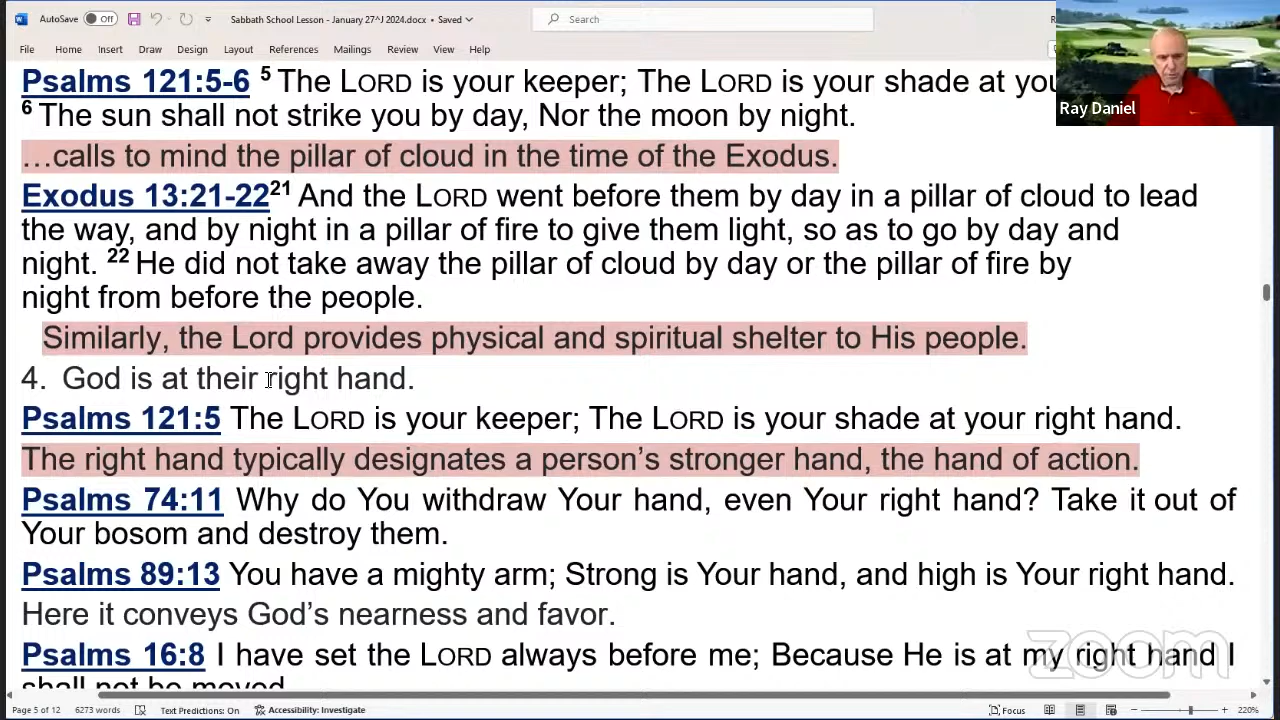 AutoSave Off Sabbath School Lesson - January 27^J 2024.docx • Saved Search
File Home Insert Draw Design Layout References Mailings Review View Help
Ray Daniel
Psalms 121:5-6 5 The LORD is your keeper; The LORD is your shade at
6 The sun shall not strike you by day, Nor the moon by night.
…calls to mind the pillar of cloud in the time of the Exodus.
Exodus 13:21-22 21 And the LORD went before them by day in a pillar of cloud to lead
the way, and by night in a pillar of fire to give them light, so as to go by day and
night. 22 He did not take away the pillar of cloud by day or the pillar of fire by
night from before the people.
Similarly, the Lord provides physical and spiritual shelter to His people.
4. God is at their right hand.
Psalms 121:5 The LORD is your keeper; The LORD is your shade at your right hand.
The right hand typically designates a person’s stronger hand, the hand of action.
Psalms 74:11 Why do You withdraw Your hand, even Your right hand? Take it out of
Your bosom and destroy them.
Psalms 89:13 You have a mighty arm; Strong is Your hand, and high is Your right hand.
Here it conveys God’s nearness and favor.
Psalms 16:8 I have set the LORD always before me; Because He is at my right hand I
shall not be moved
zoom
Page 5 of 12 6273 words Text Predictions: On Accessibility: Investigate Focus 220%